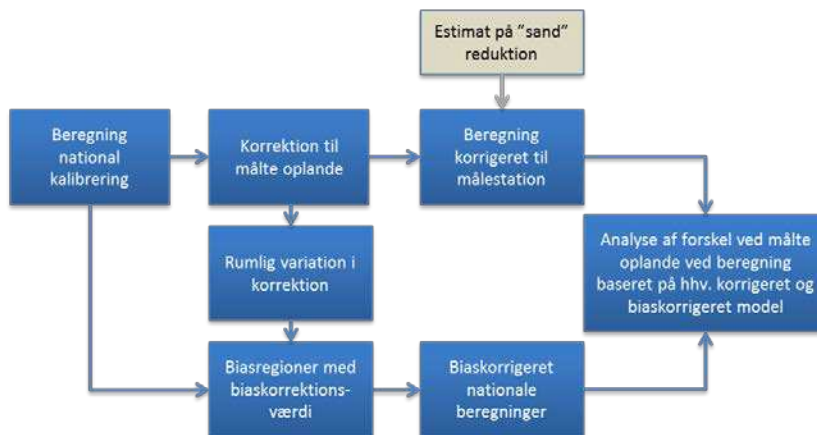 Estimat på ”sand”
reduktion
Beregning
national
kalibrering
Korrektion til
målte oplande
Beregning
korrigeret til
målestation
Rumlig variation i
korrektion
Analyse af forskel ved målte
oplande ved beregning
baseret på hhv. korrigeret og
biaskorrigeret model
Biasregioner med
biaskorrektions-
værdi
Biaskorrigeret
nationale
beregninger